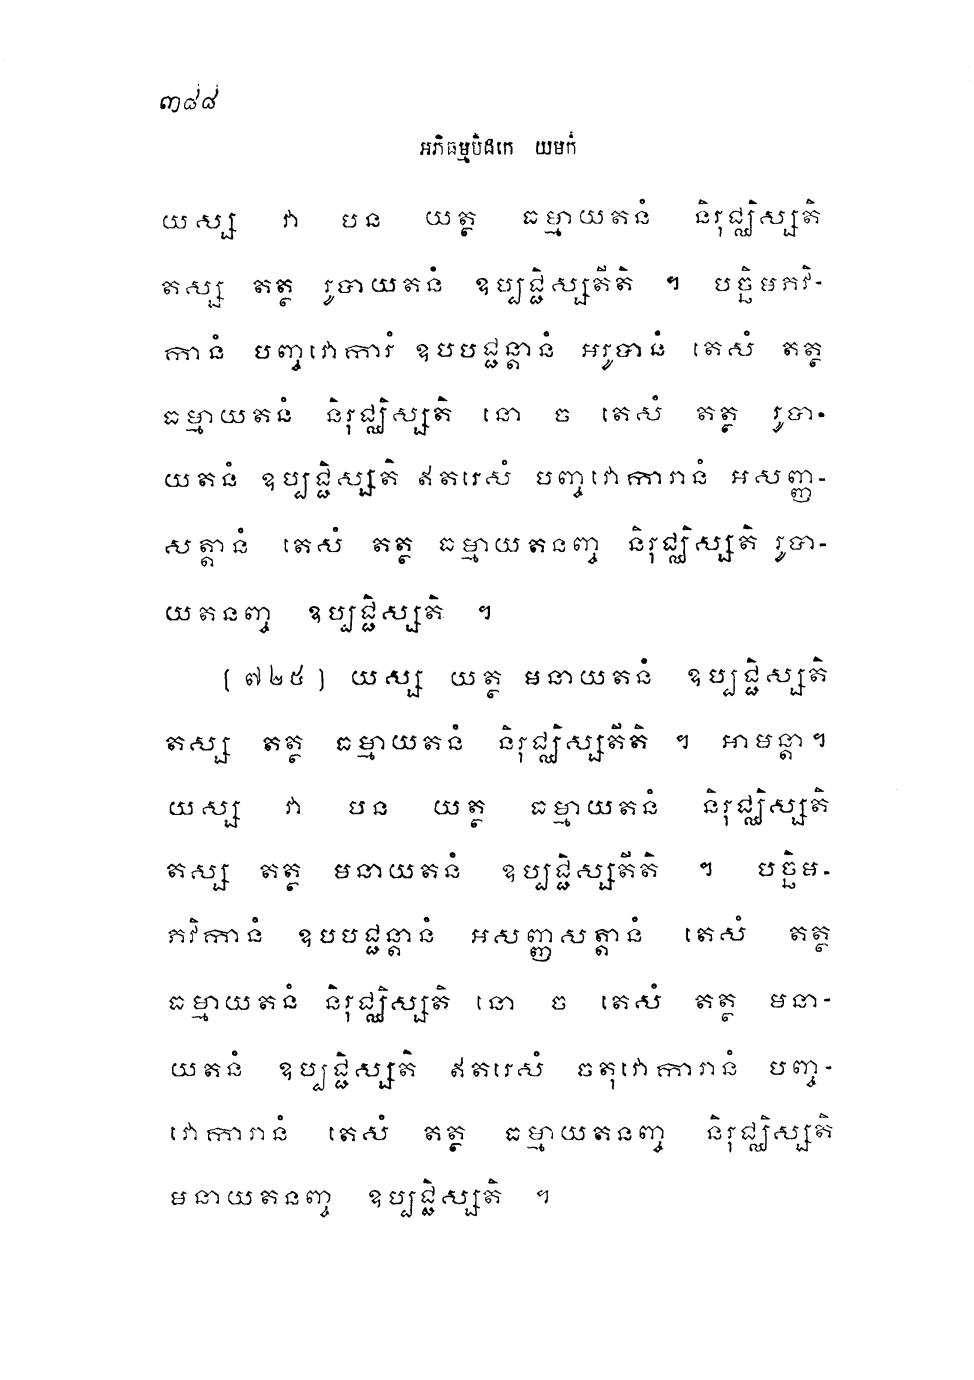 ៣៨៨
អភិធម្មបិដកេ យមកំ
យស្ស វា បន យត្ថ ធម្មាយតនំ និរុជ្ឈិស្សតិ
តស្ស តត្ថ រូបាយតនំ ឧប្បជ្ជិស្សតីតិ ។ បច្ឆិមភវិ-
កានំ បញ្ចវោការំ ឧបបជ្ជន្តានំ អរូបានំ តេសំ តត្ថ
ធម្មាយតនំ និរុជ្ឈិស្សតិ នោ ច តេសំ តត្ថ រូបា-
យតនំ ឧប្បជ្ជិស្សតិ ឥតរេសំ បញ្ចវោការានំ អសញ្ញ-
សត្តានំ តេសំ តត្ថ ធម្មាយតនញ្ច និរុជ្ឈិស្សតិ រូបា-
យតនញ្ច ឧប្បជ្ជិស្សតិ ។
(៧២៥) យស្ស យត្ថ មនាយតនំ ឧប្បជ្ជិស្សតិ
តស្ស តត្ថ ធម្មាយតនំ និរុជ្ឈិស្សតីតិ ។ អាមន្តា។
យស្ស វា បន យត្ថ ធម្មាយតនំ និរុជ្ឈិស្សតិ
តស្ស តត្ថ មនាយតនំ ឧប្បជ្ជិស្សតីតិ ។ បច្ឆិម-
ភវិកានំ ឧបបជ្ជន្តានំ អសញ្ញសត្តានំ តេសំ តត្ថ
ធម្មាយតនំ និរុជ្ឈិស្សតិ នោ ច តេសំ តត្ថ មនា-
យតនំ ឧប្បជ្ជិស្សតិ ឥតរេសំ ចតុវោការានំ បញ្ច-
វោការានំ តេសំ តត្ថ ធម្មាយតនញ្ច និរុជ្ឈិស្សតិ
មនាយតនញ្ច ឧប្បជ្ជិស្សតិ ។